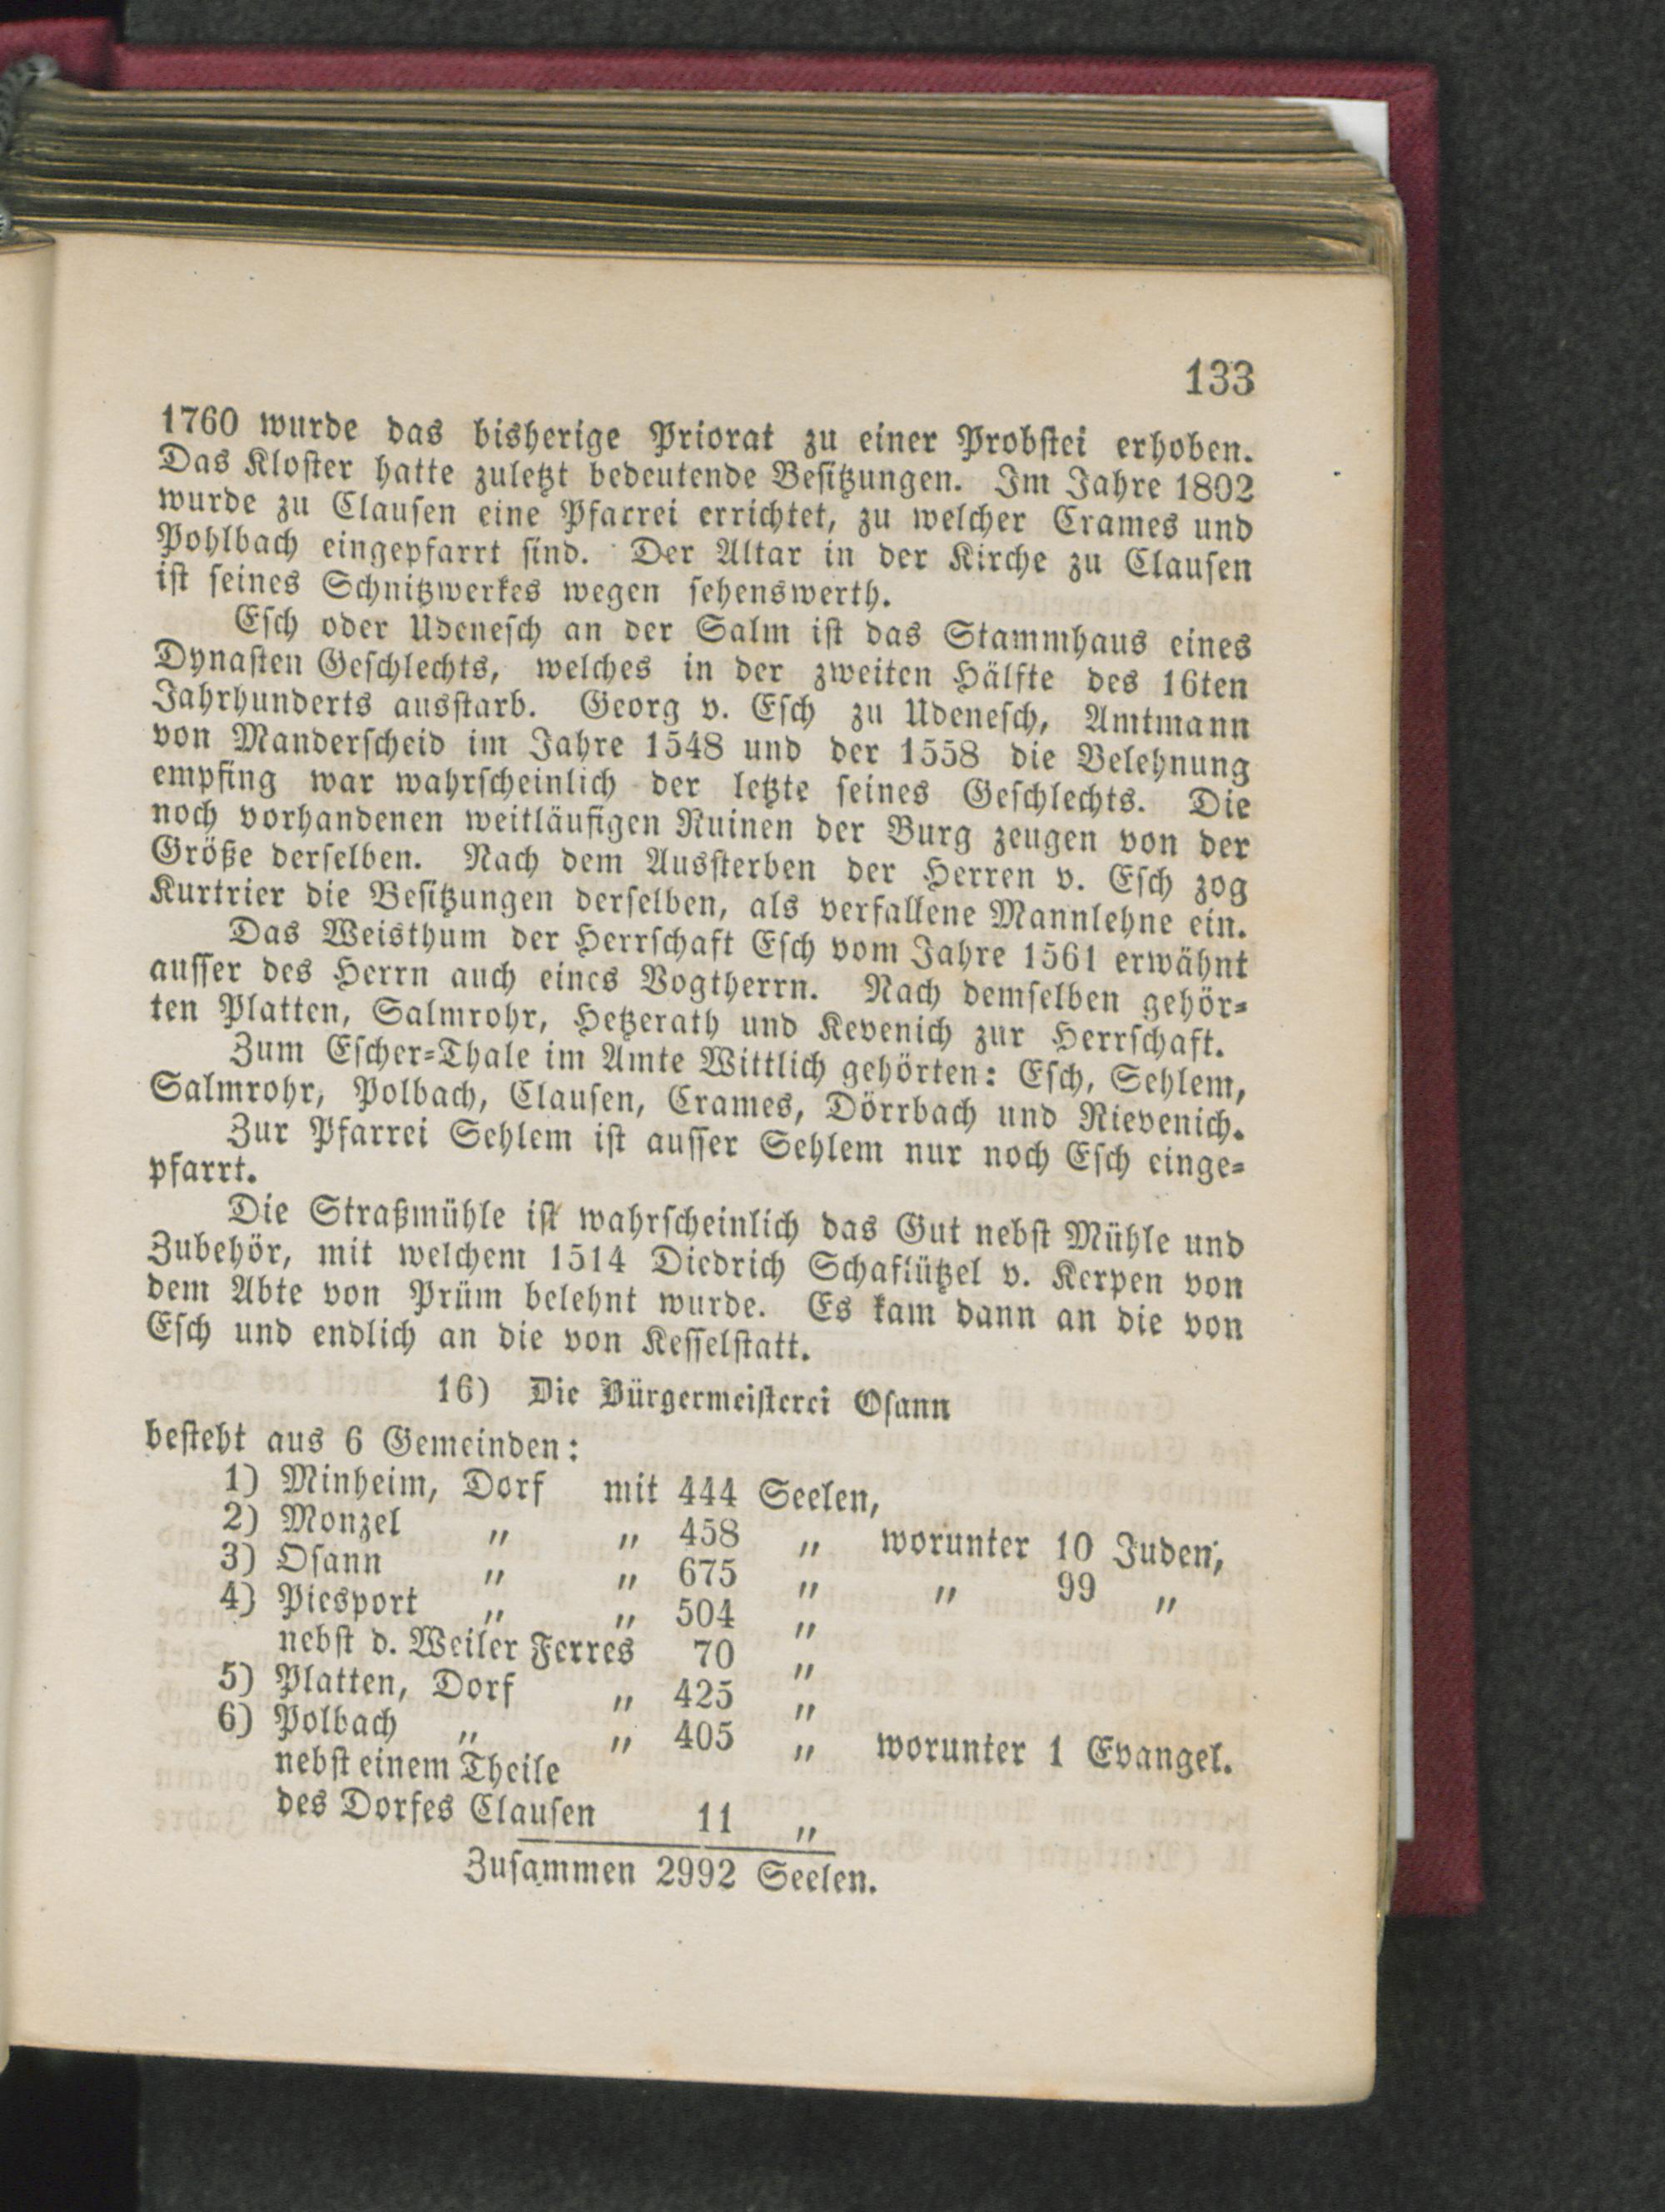 133
1760 wurde das bisherige Priorat zu einer Probstei erhoben.
Das Kloster hatte zuletzt bedeutende Besitzungen. Im Jahre 1802
wurde zu Clausen eine Pfarrei errichtet, zu welcher Crames und
Pohlbach eingepfarrt sind. Der Altar in der Kirche zu Clausen
ist seines Schnitzwerkes wegen sehenswerth.
Esch oder Udenesch an der Salm ist das Stammhaus eines
Dynasten Geschlechts, welches in der zweiten Hälfte des 16ten
Jahrhunderts ausstarb. Georg v. Esch zu Udenesch, Amtmann
von Manderscheid im Jahre 1548 und der 1558 die Belehnung
empfing war wahrscheinlich der letzte seines Geschlechts. Die
noch vorhandenen weitläufigen Ruinen der Burg zeugen von der
Größe derselben. Nach dem Aussterben der Herren v. Esch zog
Kurtrier die Besitzungen derselben, als verfallene Mannlehne ein.
Das Weisthum der Herrschaft Esch vom Jahre 1561 erwähnt
ausser des Herrn auch eines Vogtherrn. Nach demselben gehör-
ten Platten, Salmrohr, Hetzerath und Kevenich zur Herrschaft.
Zum Escher-Thale im Amte Wittlich gehörten: Esch, Sehlem,
Salmrohr, Polbach, Clausen, Crames, Dörrbach und Rievenich.
Zur Pfarrei Sehlem ist ausser Sehlem nur noch Esch einge-
pfarrt.
Die Straßmühle ist wahrscheinlich das Gut nebst Mühle und
Zubehör, mit welchem 1514 Diedrich Schaflützel v. Kerpen von
dem Abte von Prüm belehnt wurde. Es kam dann an die von
Esch und endlich an die von Kesselstatt.
16) Die Bürgermeisterei Osann
besteht aus 6 Gemeinden:
1) Minheim, Dorf mit 444 Seelen,
2) Monzel " " 458 " worunter 10 Juden,
3) Osann " " 675 " " 99 "
4) Piesport " " 504 "
nebst d. Weiler Ferres 70 "
5) Platten, Dorf " 425 "
6) Polbach " " 405 " worunter 1 Evangel.
nebst einem Theile
des Dorfes Clausen 11 "
Zusammen 2992 Seelen.